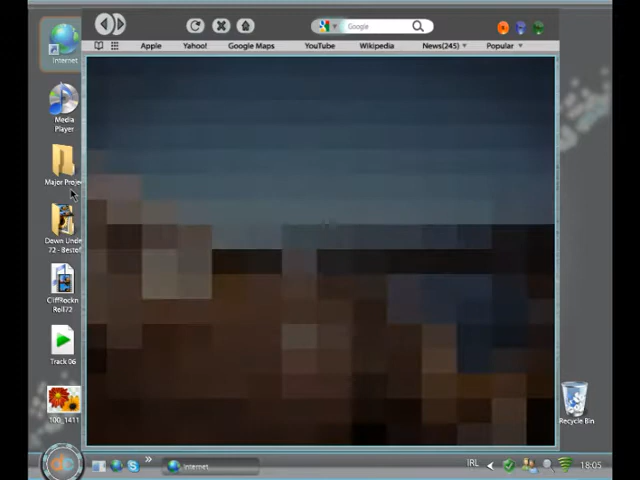 Google
Apple Yahoo! Google Maps YouTube Wikipedia News(245) Popular
Internet
Media
Player
Major Projec
Down Unde
72 - Bestof
CliffRockn
Roll72
Track 06
100_1411
Recycle Bin
Internet
IRL
18:05